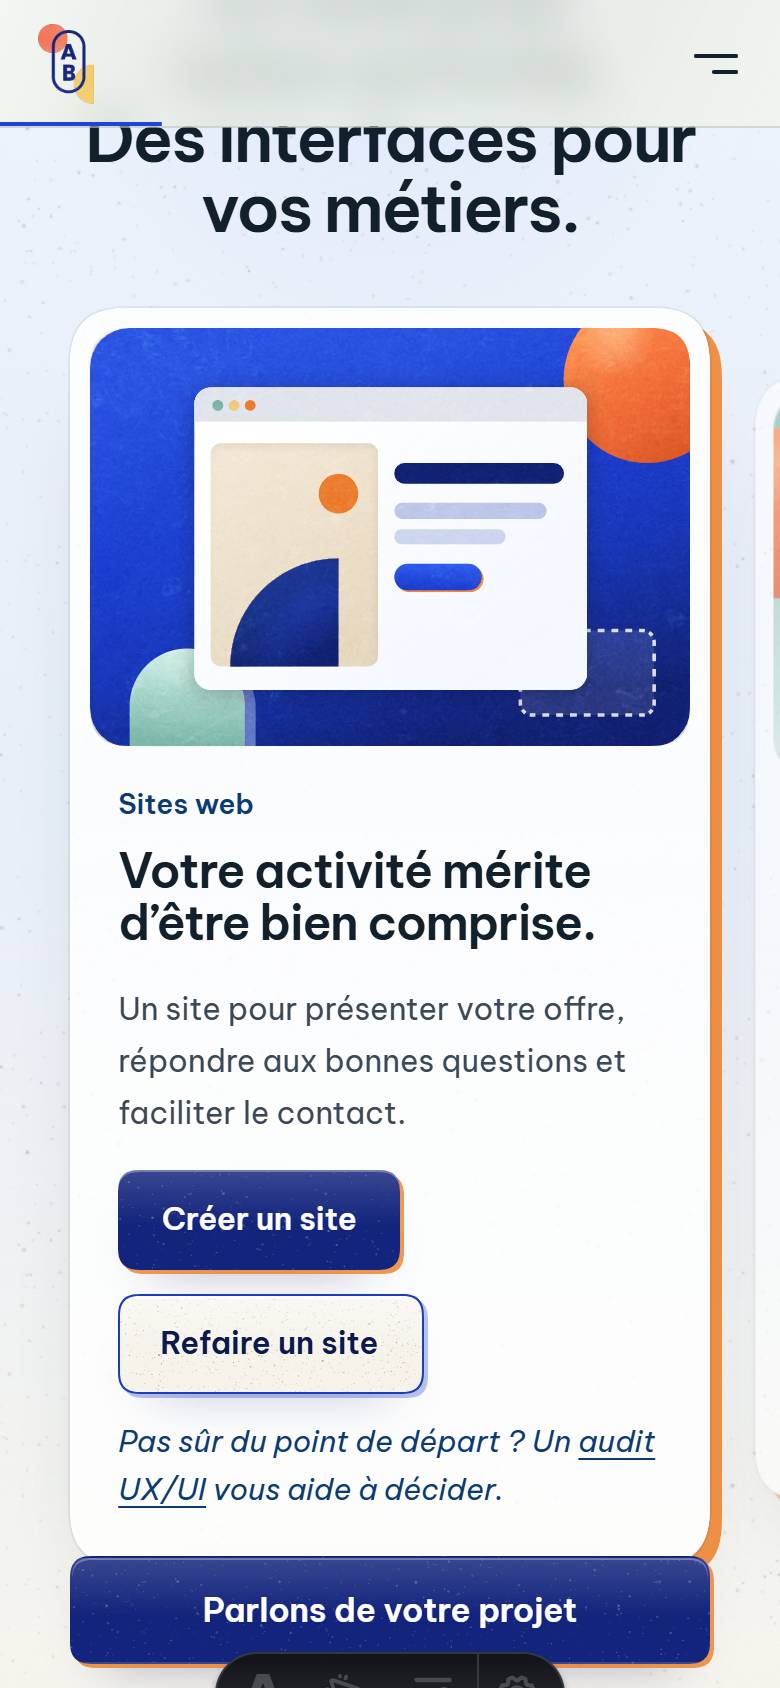 A
B
Des interfaces pour
vos métiers.
Sites web
Votre activité mérite
d’être bien comprise.
Un site pour présenter votre offre,
répondre aux bonnes questions et
faciliter le contact.
Créer un site
Refaire un site
Pas sûr du point de départ ? Un audit
UX/UI vous aide à décider.
Parlons de votre projet